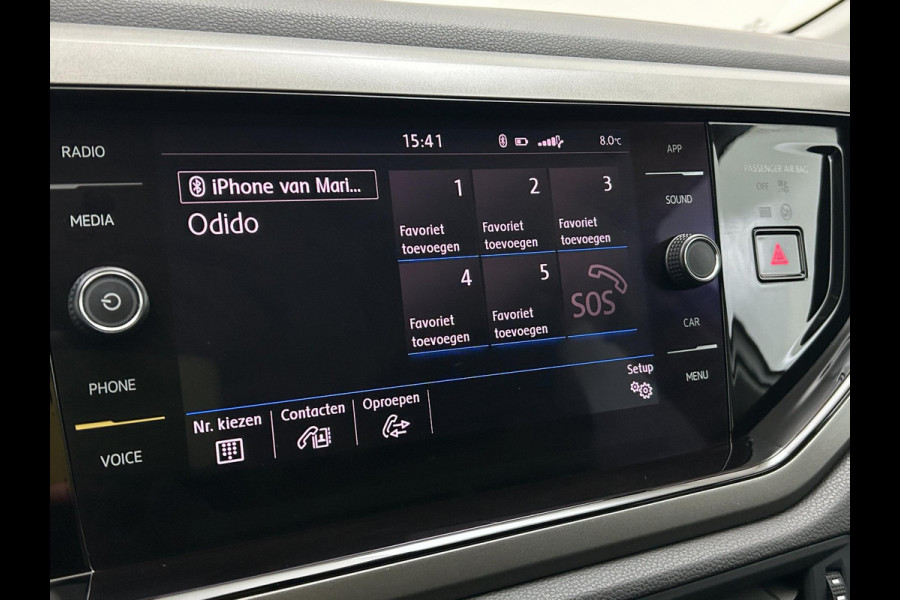 RADIO
MEDIA
PHONE
VOICE
15:41
8.0°C
iPhone van Mari...
Odido
1
Favoriet
toevoegen
2
Favoriet
toevoegen
3
Favoriet
toevoegen
4
Favoriet
toevoegen
5
Favoriet
toevoegen
SOS
Setup
Nr. kiezen
Contacten
Oproepen
APP
SOUND
CAR
MENU
PASSENGER AIR BAG
OFF